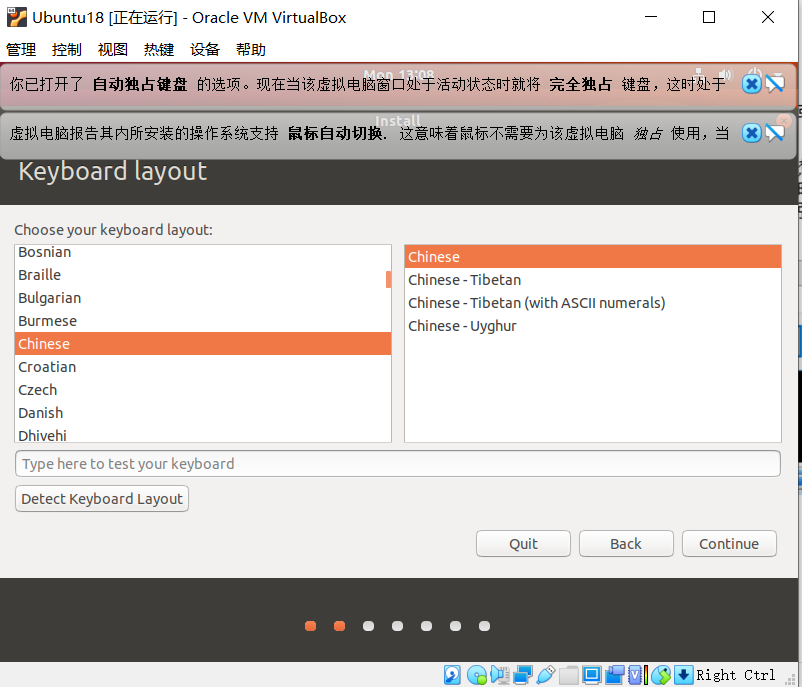 Ubuntu18 [正在运行] - Oracle VM VirtualBox
管理 控制 视图 热键 设备 帮助
Mon 13:08
你已打开了 自动独占键盘 的选项。现在当该虚拟电脑窗口处于活动状态时就将 完全独占 键盘，这时处于
Install
虚拟电脑报告其内所安装的操作系统支持 鼠标自动切换. 这意味着鼠标不需要为该虚拟电脑 独占 使用，当
Keyboard layout
Choose your keyboard layout:
Bosnian
Braille
Bulgarian
Burmese
Chinese
Croatian
Czech
Danish
Dhivehi
Chinese
Chinese - Tibetan
Chinese - Tibetan (with ASCII numerals)
Chinese - Uyghur
Type here to test your keyboard
Detect Keyboard Layout
Quit Back Continue
Right Ctrl